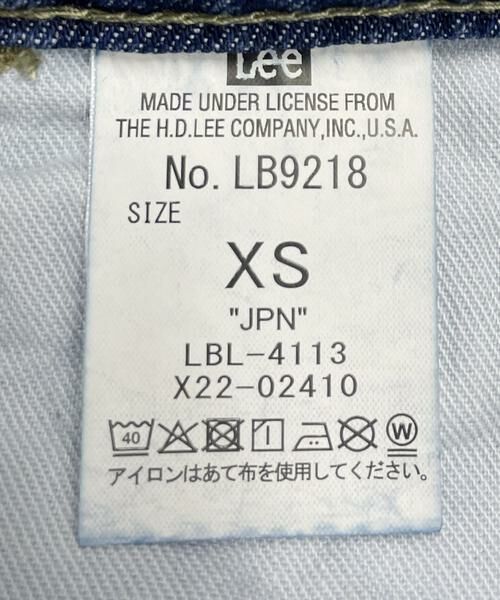 Lee
MADE UNDER LICENSE FROM
THE H.D.LEE COMPANY,INC.,U.S.A.
No. LB9218
SIZE
XS
"JPN"
LBL-4113
X22-02410
40 W
アイロンはあて布を使用してください。